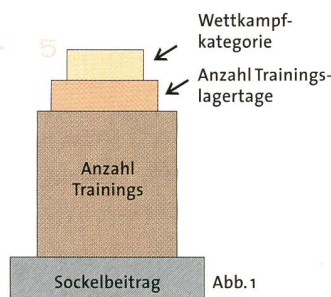 Wettkampf-
kategorie
5
Anzahl Trainings-
lagertage
Anzahl
Trainings
Sockelbeitrag
Abb.1